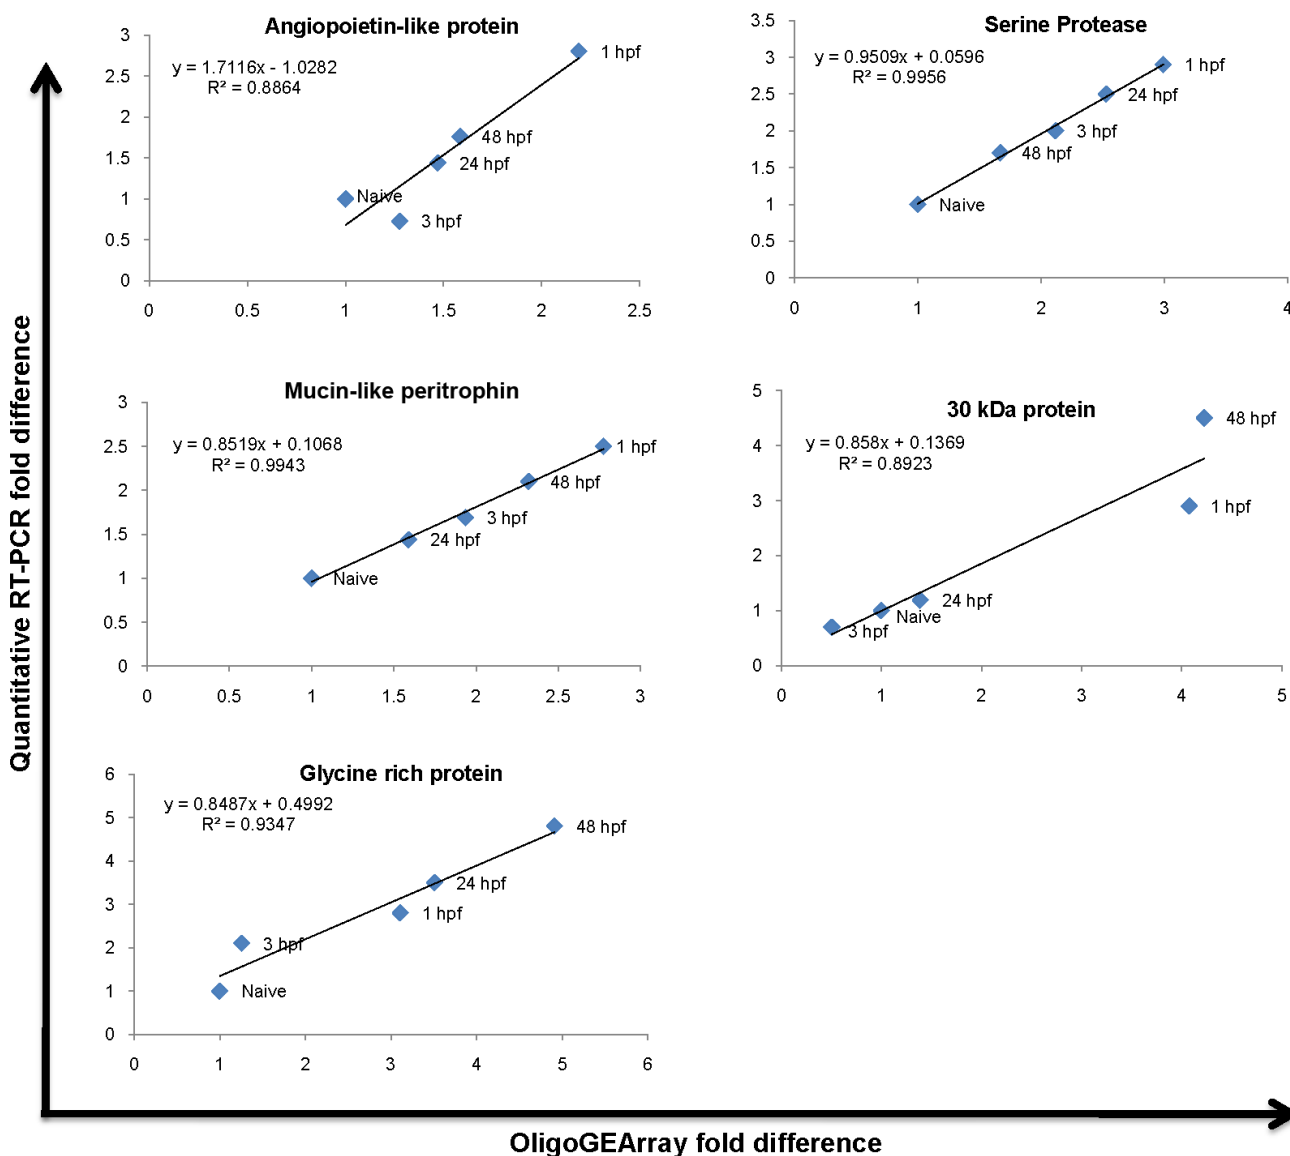 Quantitative RT-PCR fold difference
Angiopoietin-like protein
y = 1.7116x - 1.0282
R² = 0.8864
3
2.5
2
1.5
1
0.5
0
1 hpf
48 hpf
24 hpf
Naive
3 hpf
0 0.5 1 1.5 2 2.5
Serine Protease
y = 0.9509x + 0.0596
R² = 0.9956
3.5
3
2.5
2
1.5
1
0.5
0
1 hpf
24 hpf
3 hpf
48 hpf
Naive
0 1 2 3 4
Mucin-like peritrophin
y = 0.8519x + 0.1068
R² = 0.9943
3
2.5
2
1.5
1
0.5
0
1 hpf
48 hpf
3 hpf
24 hpf
Naive
0 0.5 1 1.5 2 2.5 3
30 kDa protein
y = 0.858x + 0.1369
R² = 0.8923
5
4
3
2
1
0
48 hpf
1 hpf
24 hpf
Naive
3 hpf
0 1 2 3 4 5
Glycine rich protein
y = 0.8487x + 0.4992
R² = 0.9347
6
5
4
3
2
1
0
48 hpf
24 hpf
1 hpf
3 hpf
Naive
0 1 2 3 4 5 6
OligoGEArray fold difference